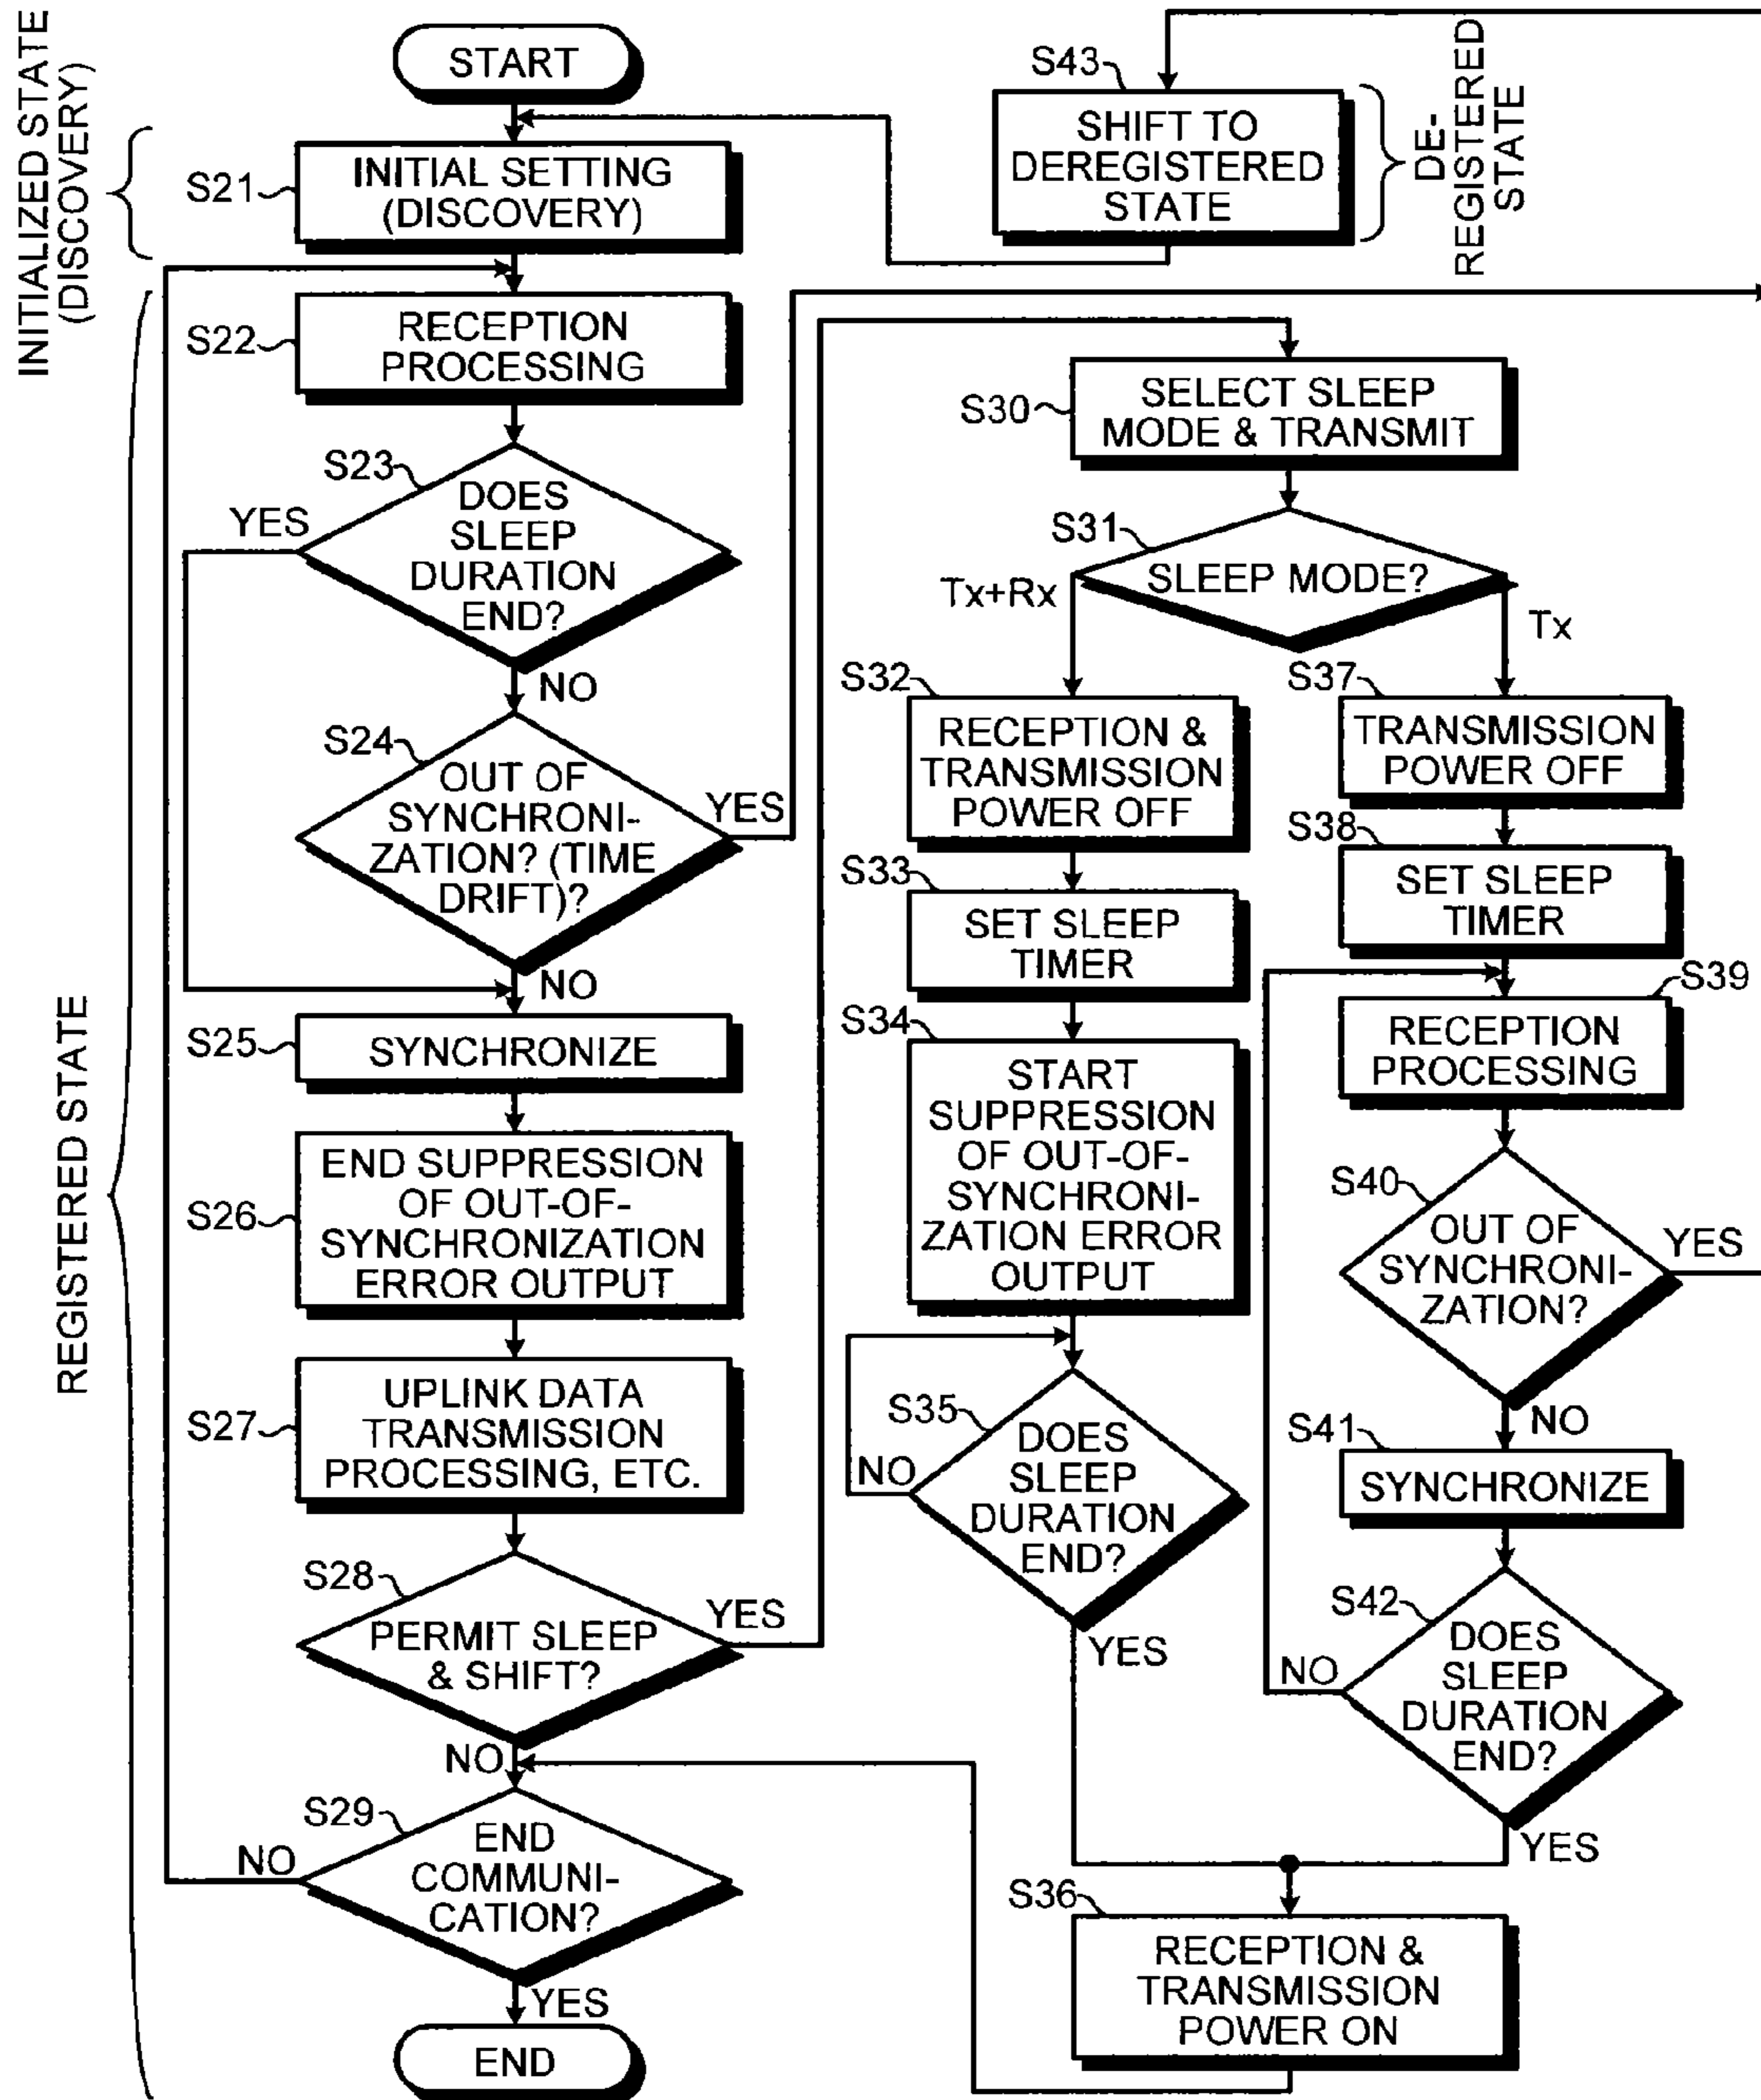 INITIALIZED STATE
(DISCOVERY)
START
S21
INITIAL SETTING
(DISCOVERY)
REGISTERED STATE
S22
RECEPTION
PROCESSING
S23
DOES
SLEEP
DURATION
END?
YES
NO
S24
OUT OF
SYNCHRONI-
ZATION? (TIME
DRIFT)?
YES
NO
S25
SYNCHRONIZE
S26
END SUPPRESSION
OF OUT-OF-
SYNCHRONIZATION
ERROR OUTPUT
S27
UPLINK DATA
TRANSMISSION
PROCESSING, ETC.
S28
PERMIT SLEEP
& SHIFT?
YES
NO
S29
END
COMMUNI-
CATION?
NO
YES
END
S43
SHIFT TO
DEREGISTERED
STATE
DE-
REGISTERED
STATE
S30
SELECT SLEEP
MODE & TRANSMIT
S31
SLEEP MODE?
Tx+Rx
Tx
S32
RECEPTION &
TRANSMISSION
POWER OFF
S33
SET SLEEP
TIMER
S34
START
SUPPRESSION
OF OUT-OF-
SYNCHRONI-
ZATION ERROR
OUTPUT
S35
DOES
SLEEP
DURATION
END?
NO
YES
S37
TRANSMISSION
POWER OFF
S38
SET SLEEP
TIMER
S39
RECEPTION
PROCESSING
S40
OUT OF
SYNCHRONI-
ZATION?
YES
NO
S41
SYNCHRONIZE
S42
DOES
SLEEP
DURATION
END?
NO
YES
S36
RECEPTION &
TRANSMISSION
POWER ON